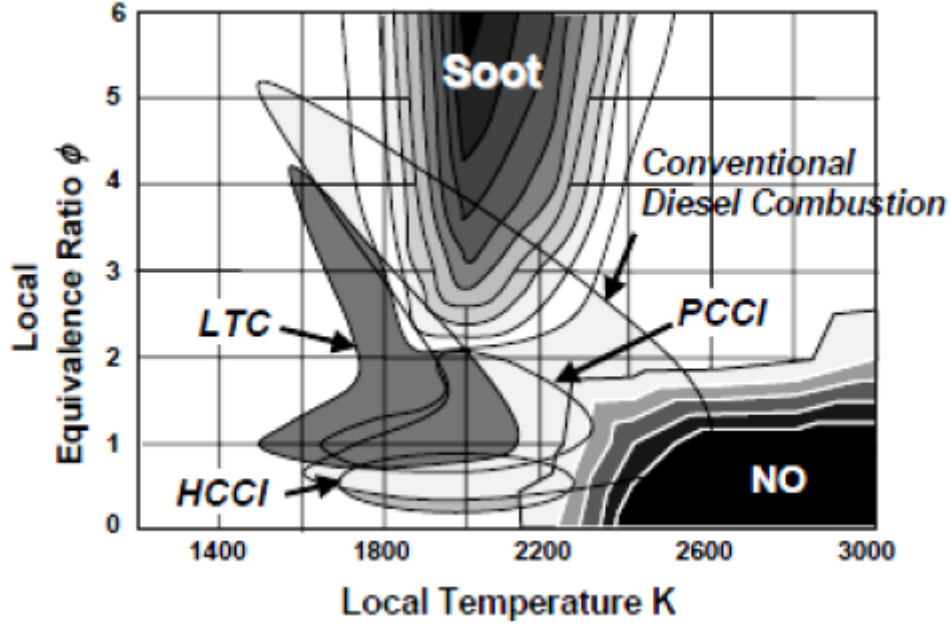 6
Soot
5
Conventional
Diesel Combustion
4
3
PCCI
LTC
2
1
NO
HCCI
0
1400 1800 2200 2600 3000
Local Temperature K
Local
Equivalence Ratio ϕ